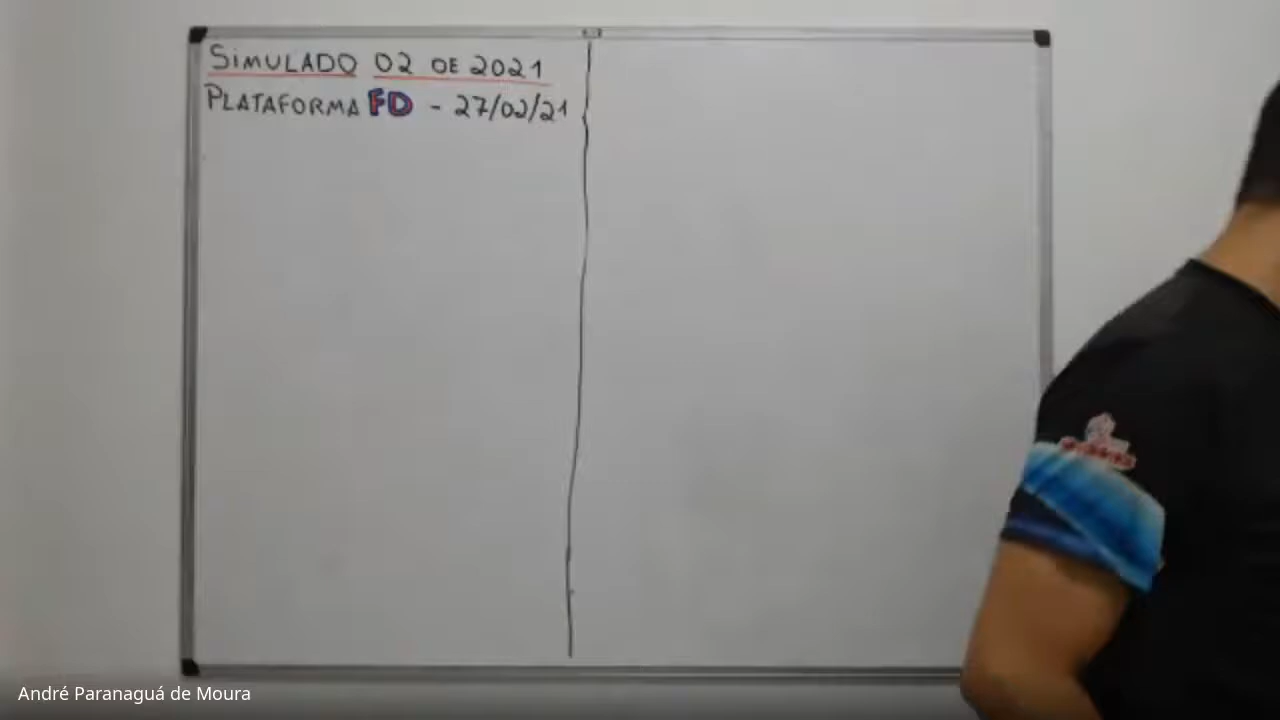 SIMULADO 02 DE 2021
PLATAFORMA FD - 27/02/21
André Paranaguá de Moura